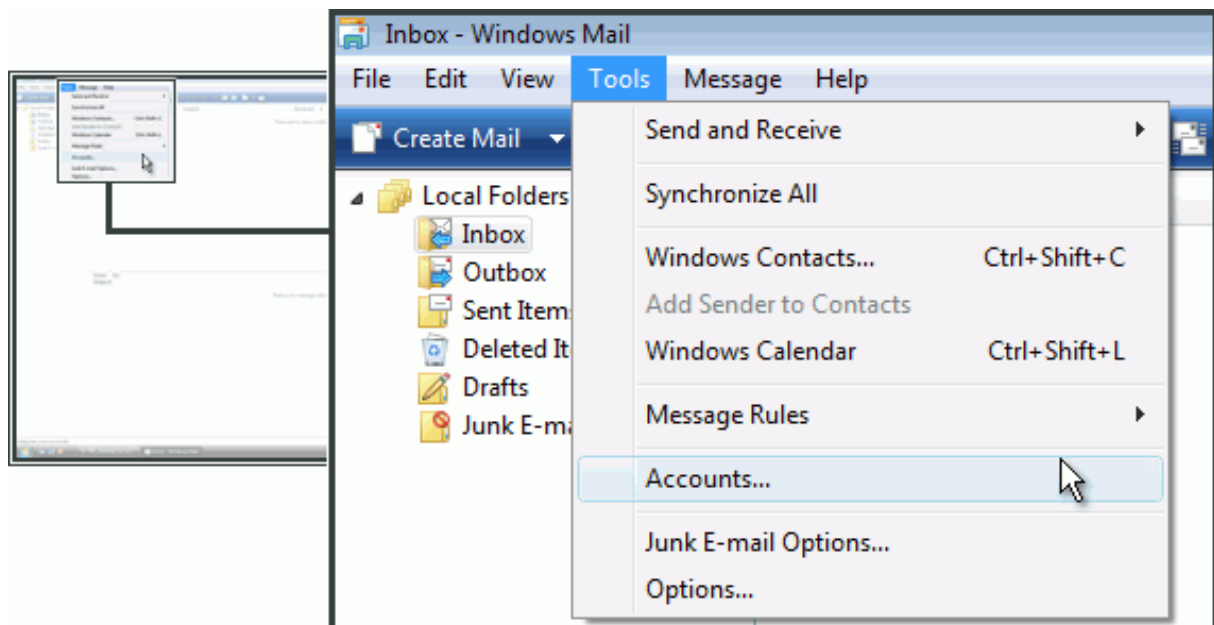 Inbox - Windows Mail
File Edit View Tools Message Help
Create Mail
Send and Receive
Synchronize All
Windows Contacts... Ctrl+Shift+C
Add Sender to Contacts
Windows Calendar Ctrl+Shift+L
Message Rules
Accounts...
Junk E-mail Options...
Options...
Local Folders
Inbox
Outbox
Sent Item
Deleted It
Drafts
Junk E-ma